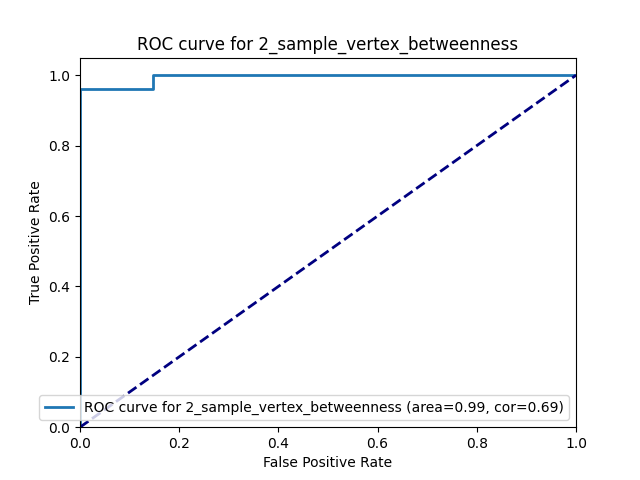 ROC curve for 2_sample_vertex_betweenness
True Positive Rate
1.0
0.8
0.6
0.4
0.2
0.0
ROC curve for 2_sample_vertex_betweenness (area=0.99, cor=0.69)
0.0 0.2 0.4 0.6 0.8 1.0
False Positive Rate